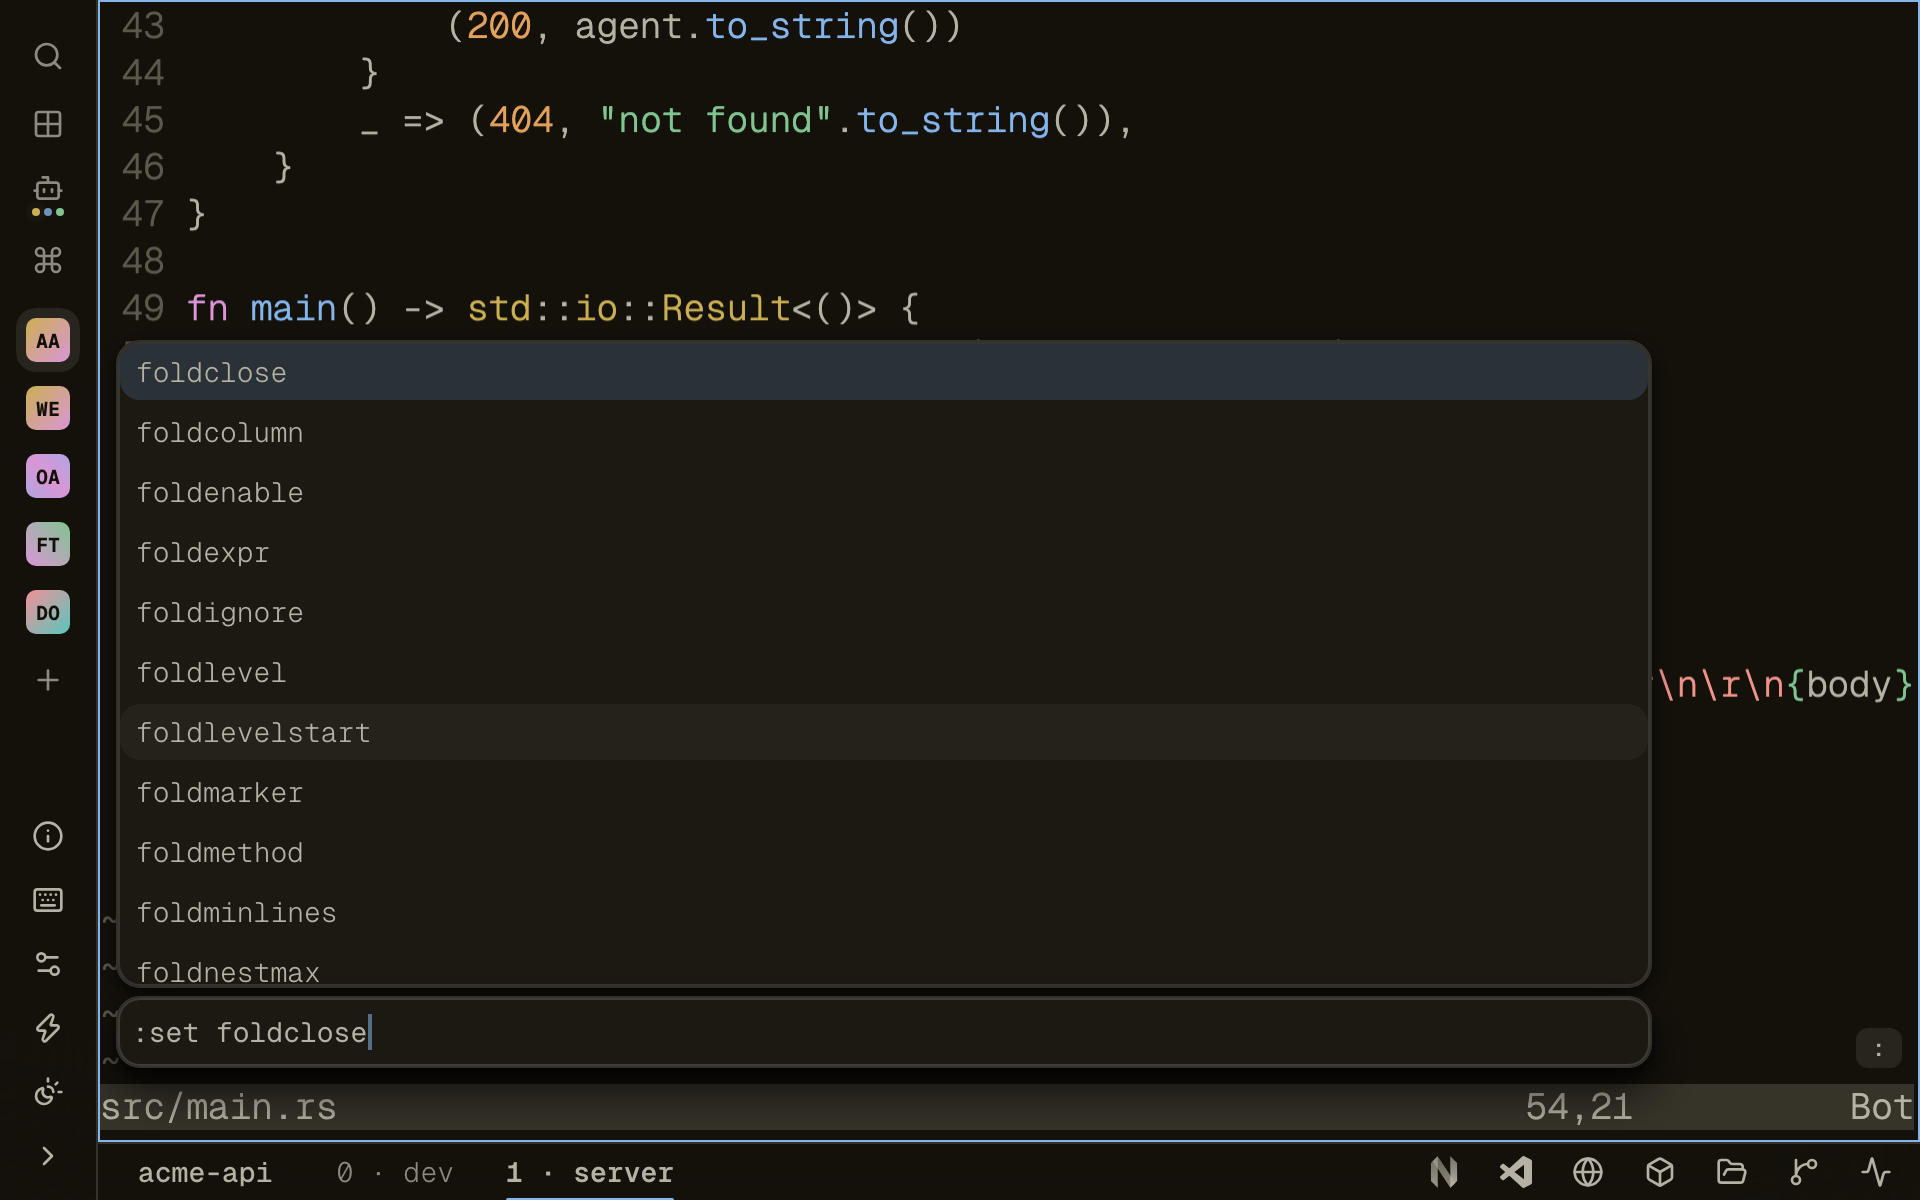 43 (200, agent.to_string())
44 }
45 _ => (404, "not found".to_string()),
46 }
47 }
48
49 fn main() -> std::io::Result<()> {
AA
WE
OA
FT
DO
foldclose
foldcolumn
foldenable
foldexpr
foldignore
foldlevel
foldlevelstart
\n\r\n{body}
foldmarker
foldmethod
foldminlines
foldnestmax
~
~
~
~
:set foldclose
:
src/main.rs 54,21 Bot
acme-api 0 · dev 1 · server